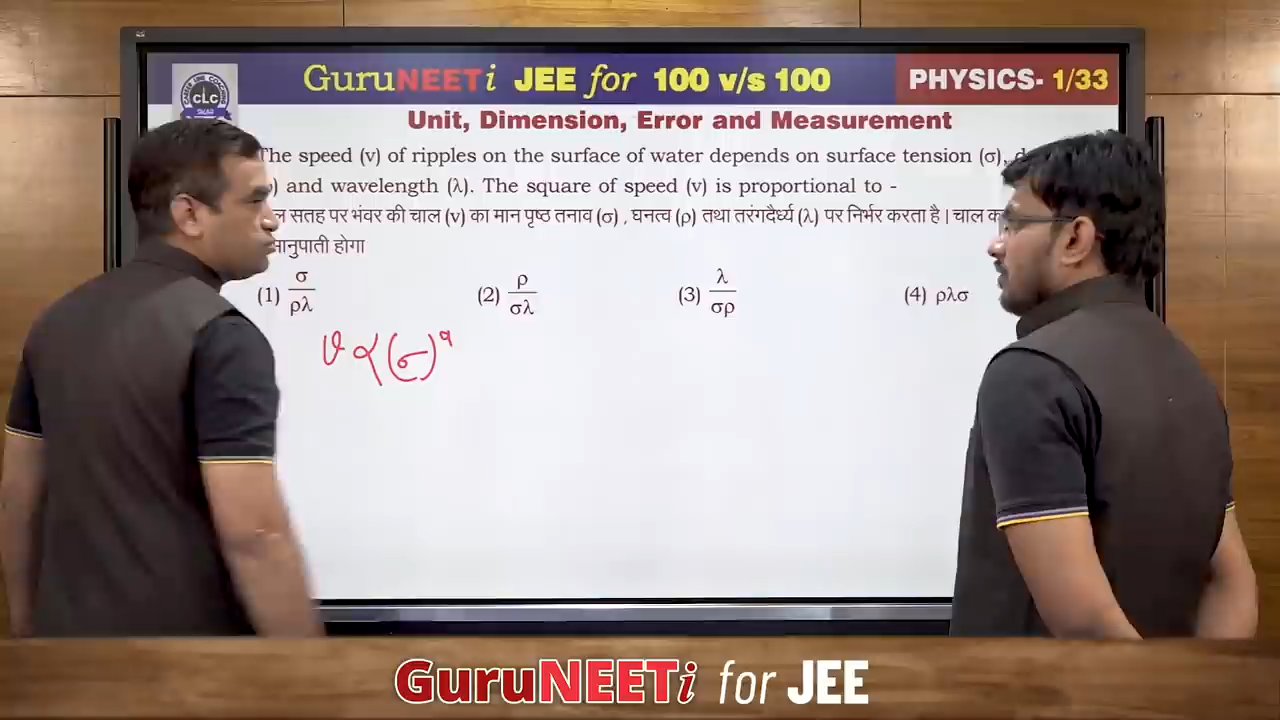 GuruNEETi JEE for 100 v/s 100
PHYSICS- 1/33
CLC
Unit, Dimension, Error and Measurement
The speed (v) of ripples on the surface of water depends on surface tension (σ),
) and wavelength (λ). The square of speed (v) is proportional to -
सतह पर भंवर की चाल (v) का मान पृष्ठ तनाव (σ) , घनत्व (ρ) तथा तरंगदैर्ध्य (λ) पर निर्भर करता है। चाल
होगा
(1) σ/ρλ (2) ρ/σλ (3) λ/σρ (4) ρλσ
v ∝ (σ)^a
GuruNEETi for JEE